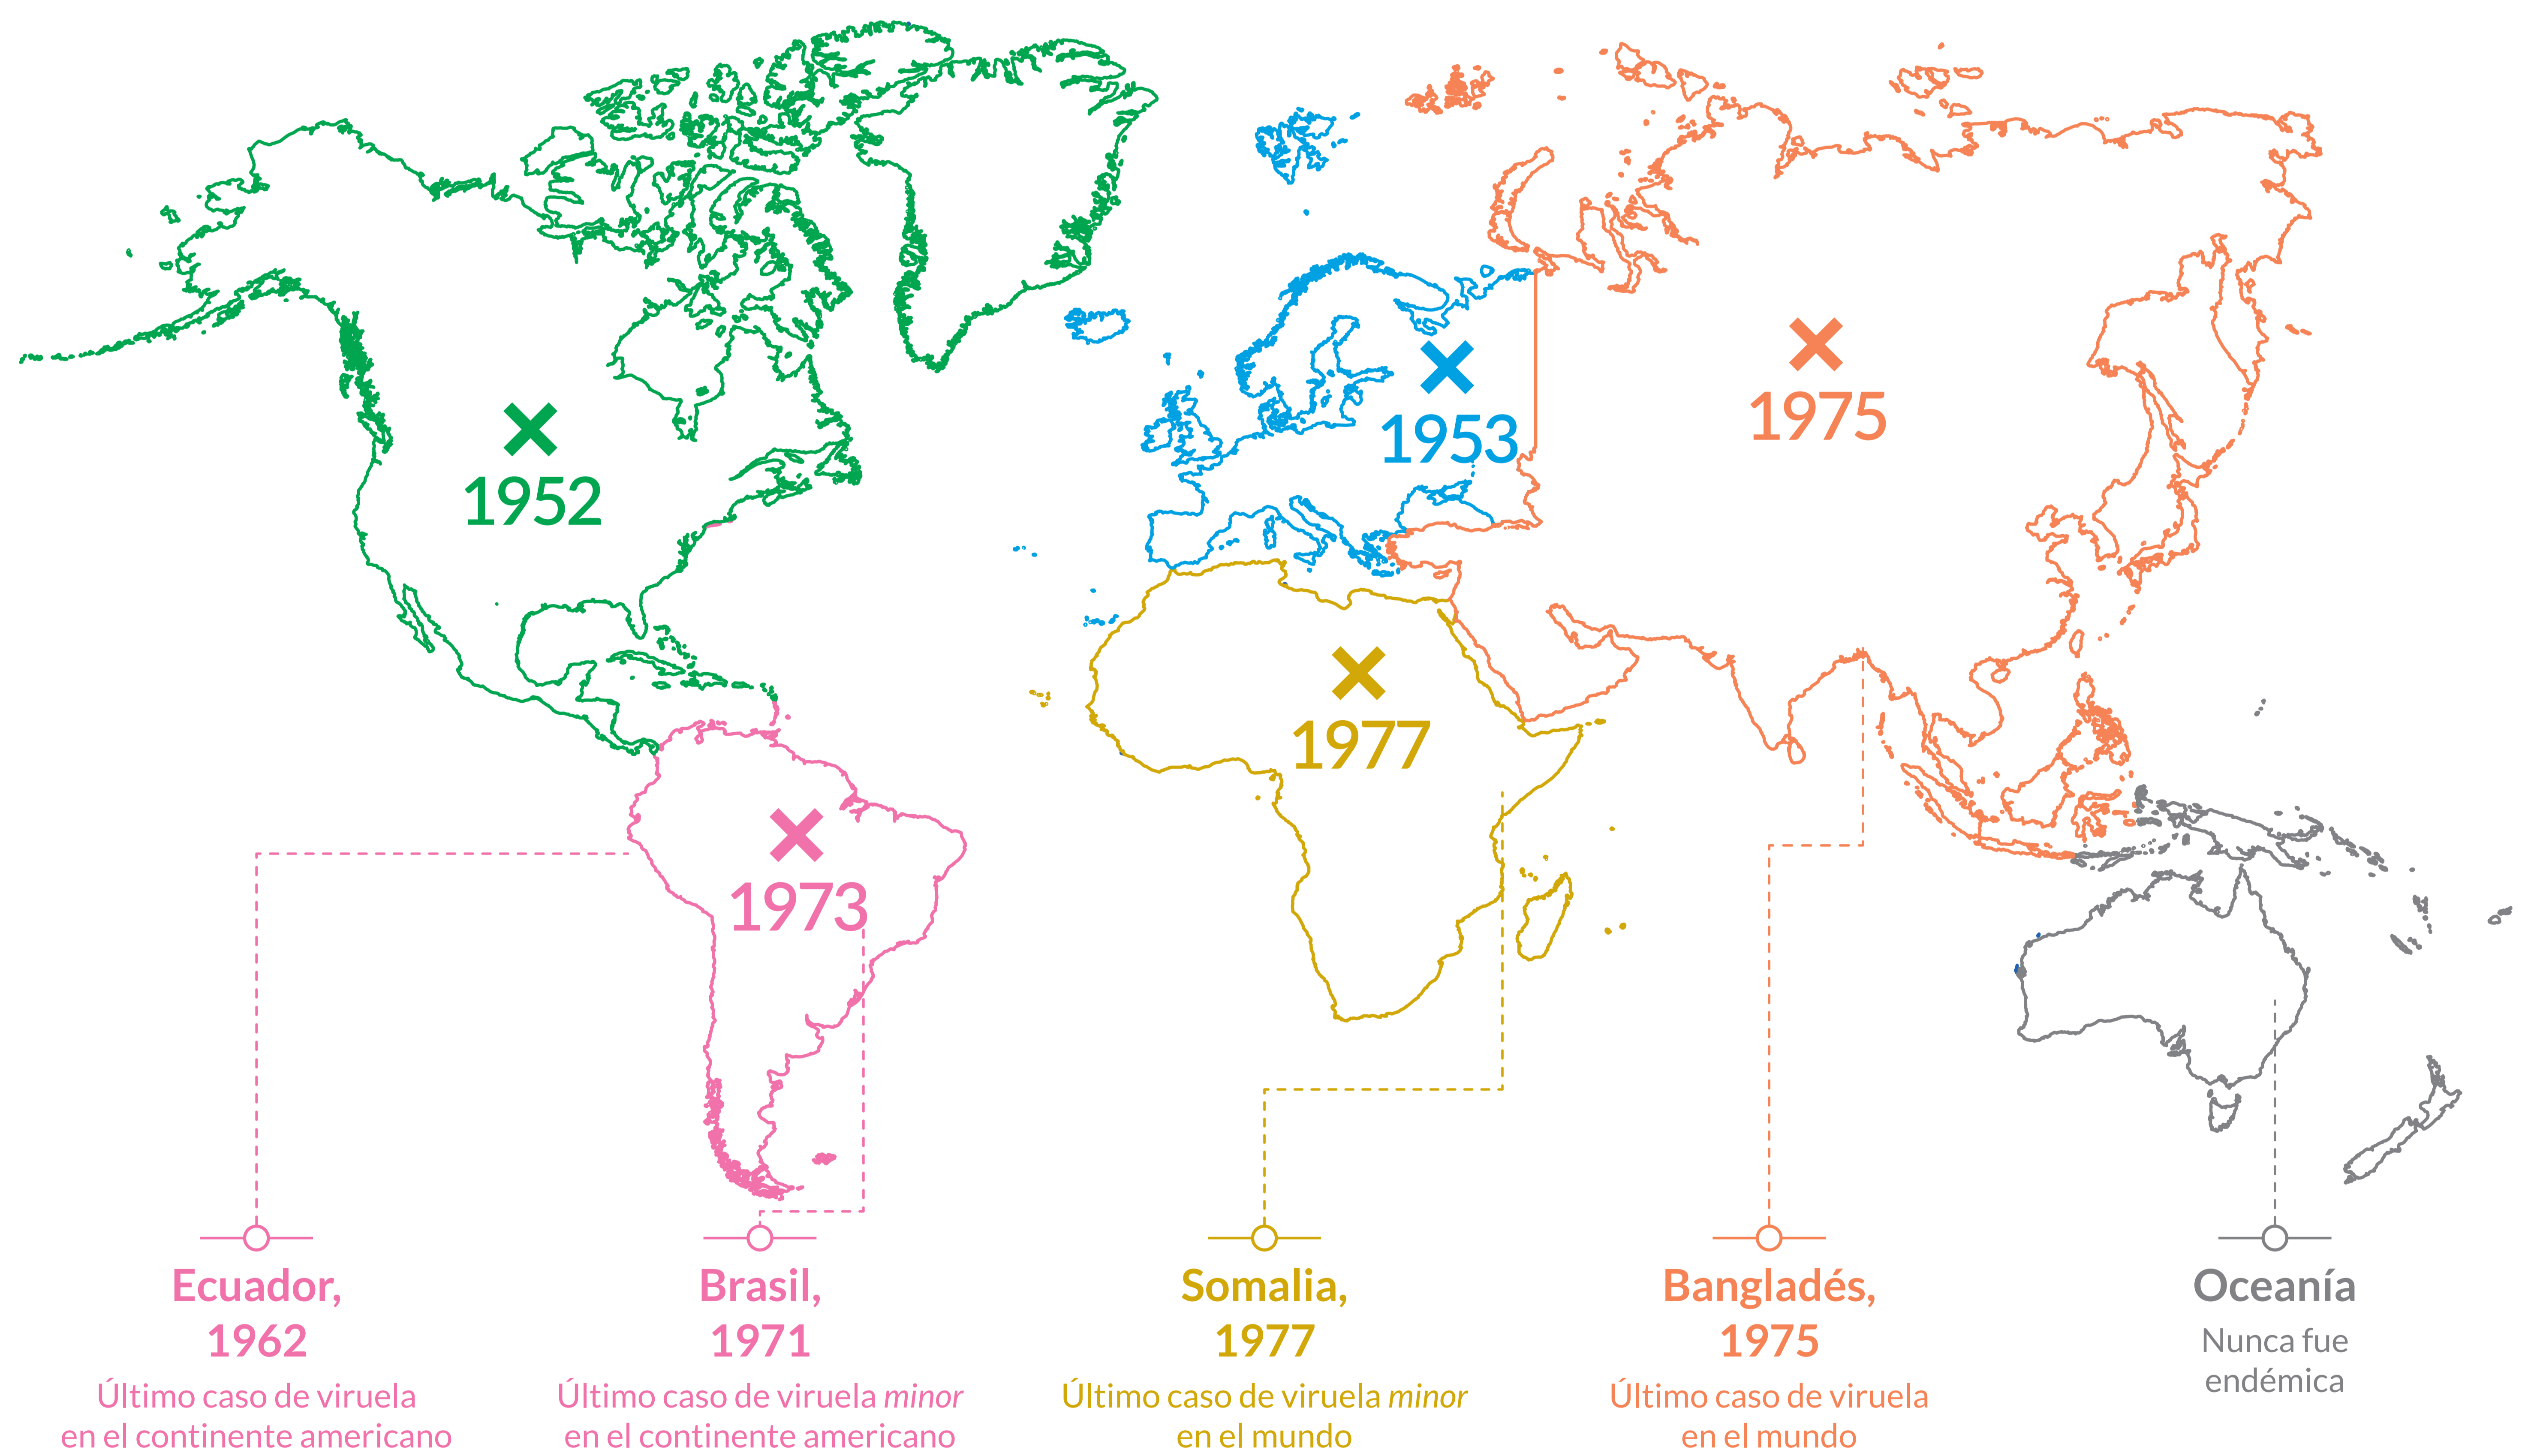 1952
1953
1975
1977
1973
Ecuador,
1962
Último caso de viruela
en el continente americano
Brasil,
1971
Último caso de viruela minor
en el continente americano
Somalia,
1977
Último caso de viruela minor
en el mundo
Bangladés,
1975
Último caso de viruela
en el mundo
Oceanía
Nunca fue
endémica